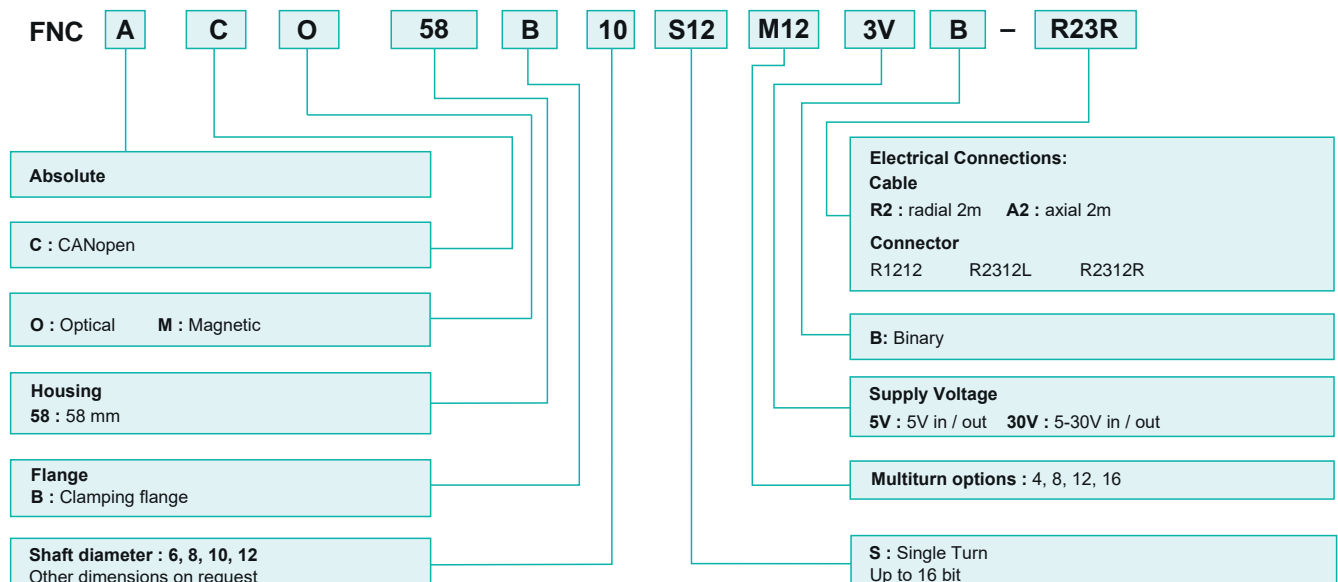 FNC A C O 58 B 10 S12 M12 3V B – R23R
Absolute
C : CANopen
O : Optical M : Magnetic
Housing
58 : 58 mm
Flange
B : Clamping flange
Shaft diameter : 6, 8, 10, 12
Other dimensions on request
Electrical Connections:
Cable
R2 : radial 2m A2 : axial 2m
Connector
R1212 R2312L R2312R
B: Binary
Supply Voltage
5V : 5V in / out 30V : 5-30V in / out
Multiturn options : 4, 8, 12, 16
S : Single Turn
Up to 16 bit